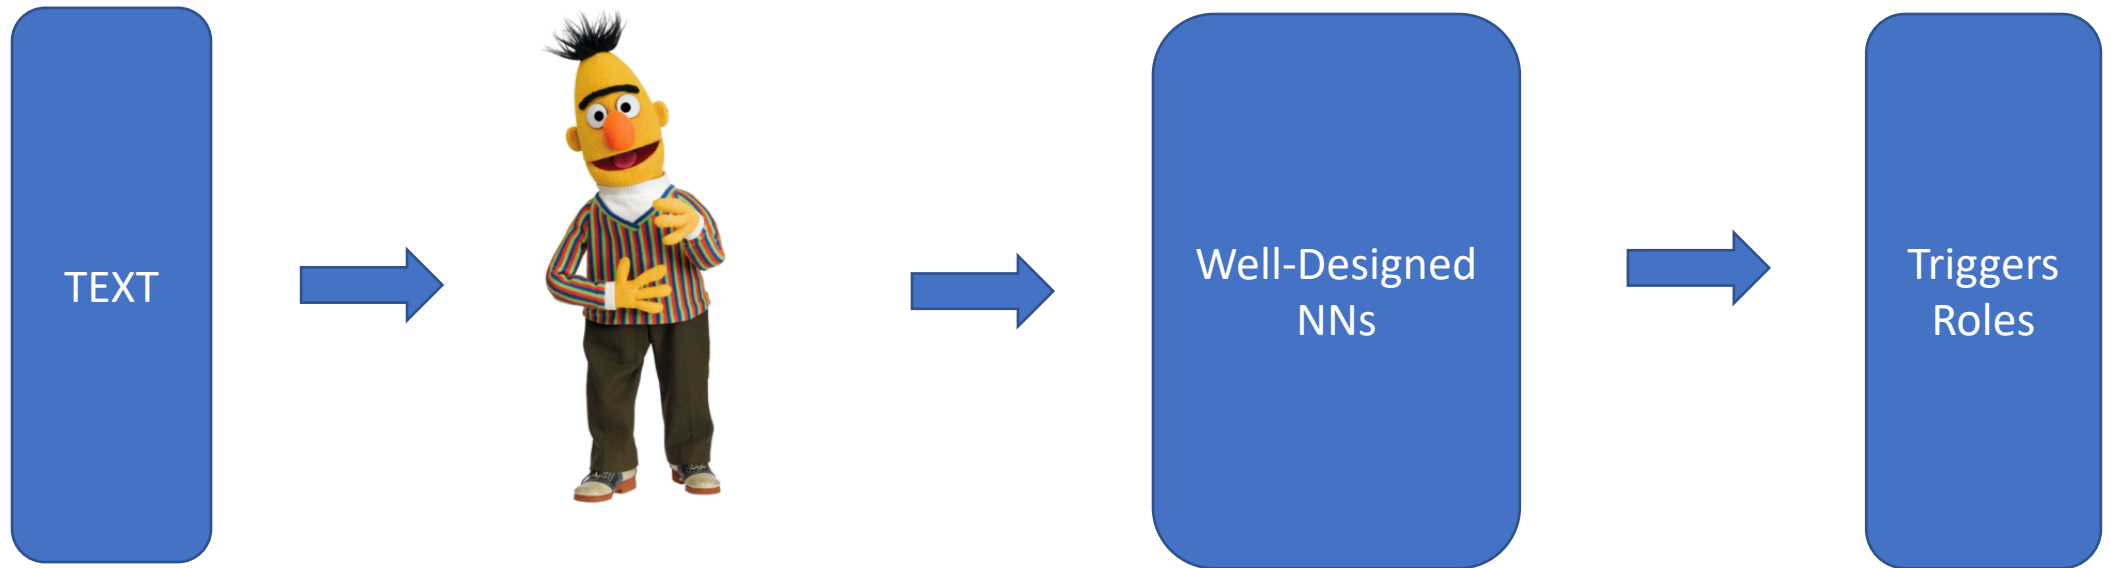 TEXT
Well-Designed
NNs
Triggers
Roles